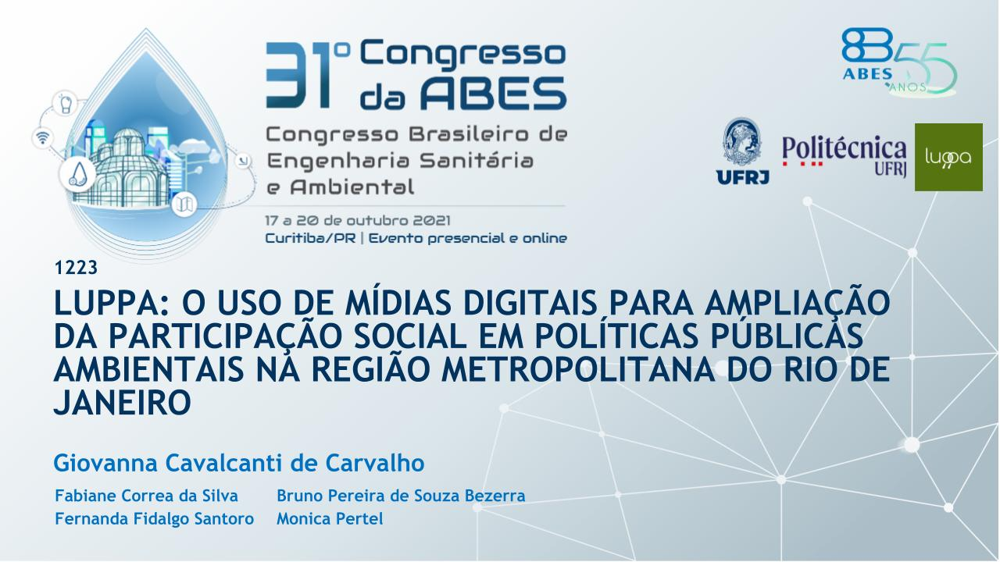 31º Congresso
da ABES
Congresso Brasileiro de
Engenharia Sanitária
e Ambiental
17 a 20 de outubro 2021
Curitiba/PR | Evento presencial e online
ABES 55
ANOS
UFRJ
Politécnica
UFRJ
luppa
1223
LUPPA: O USO DE MÍDIAS DIGITAIS PARA AMPLIAÇÃO
DA PARTICIPAÇÃO SOCIAL EM POLÍTICAS PÚBLICAS
AMBIENTAIS NA REGIÃO METROPOLITANA DO RIO DE
JANEIRO
Giovanna Cavalcanti de Carvalho
Fabiane Correa da Silva Bruno Pereira de Souza Bezerra
Fernanda Fidalgo Santoro Monica Pertel